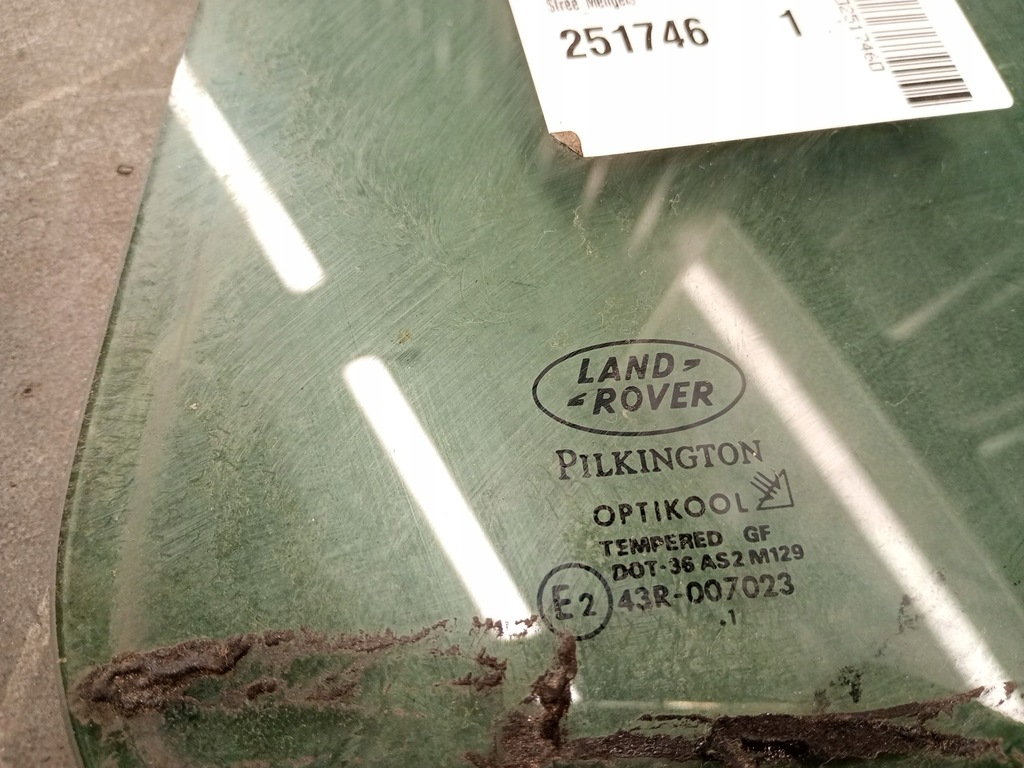 251746 1
LAND
ROVER
PILKINGTON
OPTIKOOL
TEMPERED GF
DOT-36 AS2 M129
E2 43R-007023
.1